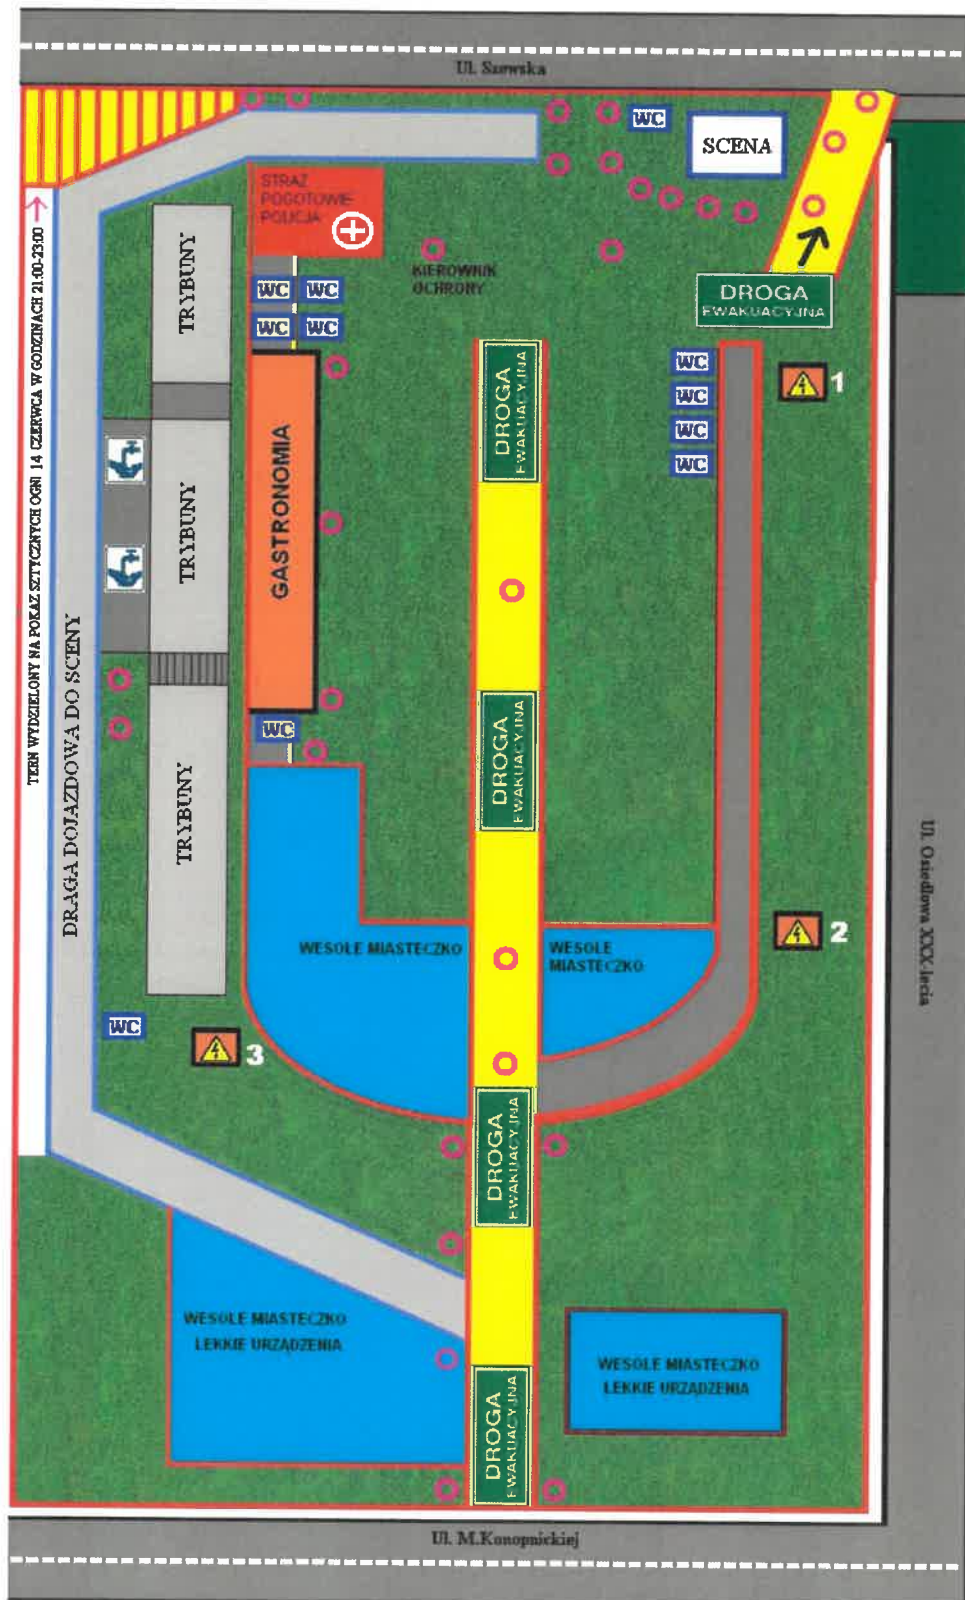 Ul. Szewska
WC
SCENA
STRAŻ
POGOTOWIE
POLICJA
KIEROWNIK
OCHRONY
TERN WYDZIELONY NA POKAZ SZTYCZNYCH OGNI 14 CZERWCA W GODZINACH 21:00-23:00
DRAGA DOJAZDOWA DO SCENY
TRYBUNY
TRYBUNY
TRYBUNY
WC WC
WC WC
DROGA
EWAKUACYJNA
WC
WC
WC
WC
1
GASTRONOMIA
DROGA
EWAKUACYJNA
WC
DROGA
EWAKUACYJNA
WESOŁE MIASTECZKO
WESOŁE
MIASTECZKO
2
Ul. Osiedlowa XXX-lecia
WC
3
DROGA
EWAKUACYJNA
WESOŁE MIASTECZKO
LEKKIE URZĄDZENIA
WESOŁE MIASTECZKO
LEKKIE URZĄDZENIA
DROGA
EWAKUACYJNA
Ul. M.Konopnickiej